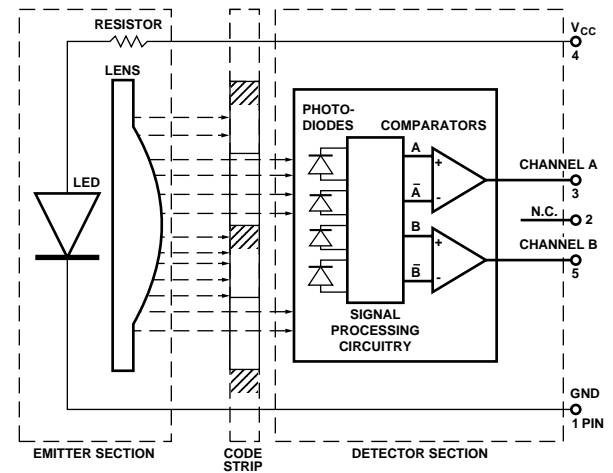 RESISTOR
LENS
LED
EMITTER SECTION
CODE
STRIP
PHOTO-
DIODES
COMPARATORS
A
+
A̅
-
B
+
B̅
-
SIGNAL
PROCESSING
CIRCUITRY
DETECTOR SECTION
VCC
4
CHANNEL A
3
N.C.
2
CHANNEL B
5
GND
1 PIN